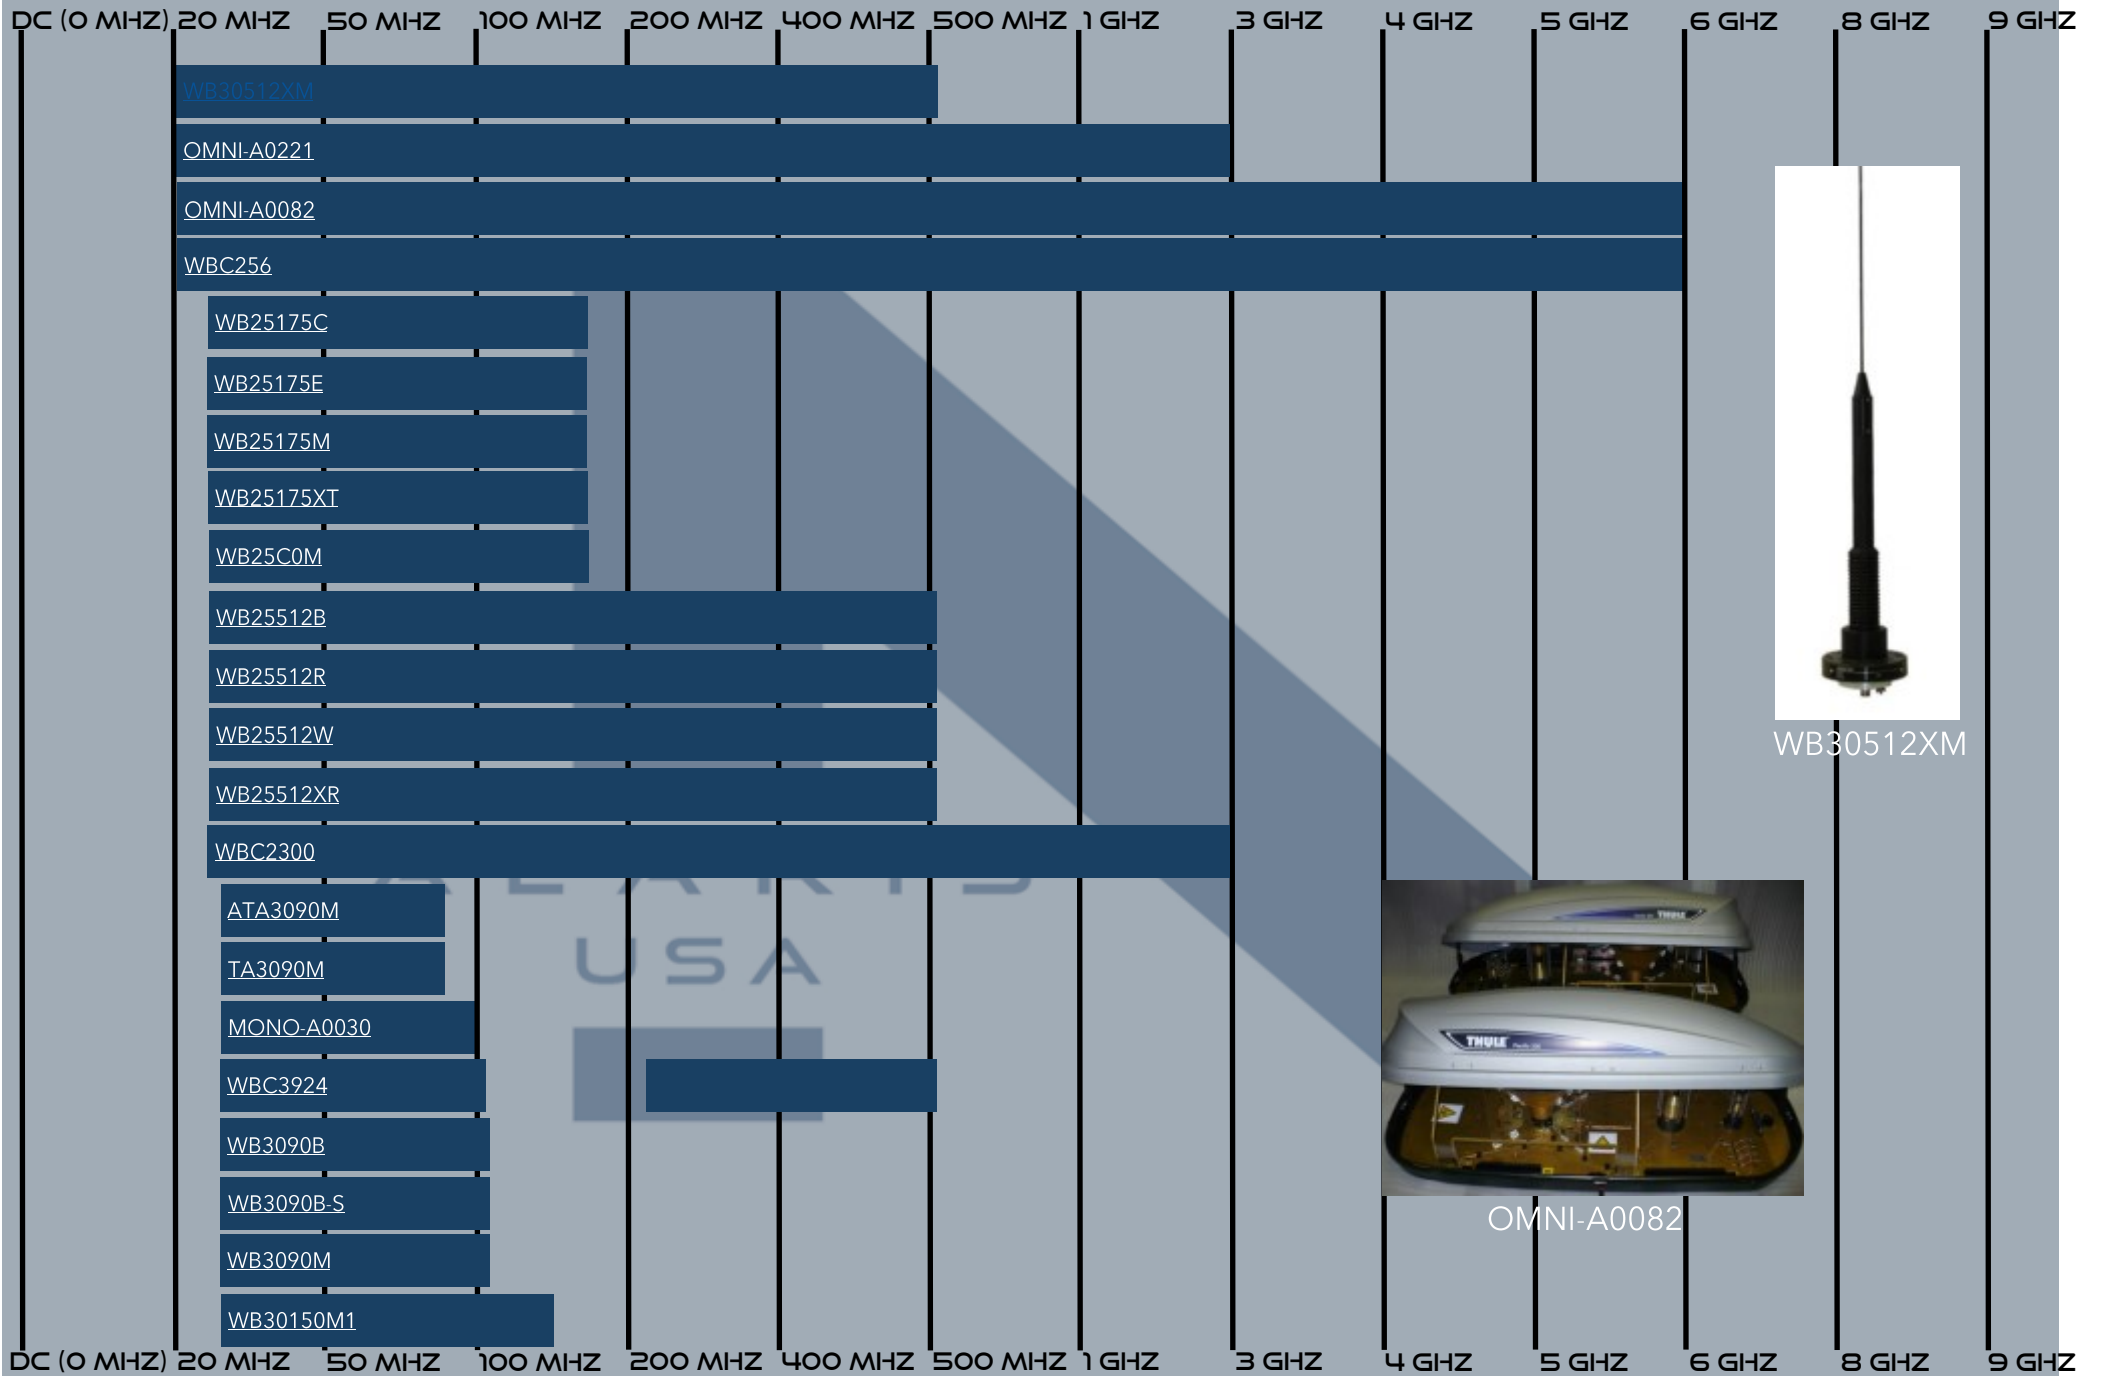 DC (0 MHZ) 20 MHZ 50 MHZ 100 MHZ 200 MHZ 400 MHZ 500 MHZ 1 GHZ 3 GHZ 4 GHZ 5 GHZ 6 GHZ 8 GHZ 9 GHZ
WB30512XM
OMNI-A0221
OMNI-A0082
WBC256
WB25175C
WB25175E
WB25175M
WB25175XT
WB25C0M
WB25512B
WB25512R
WB25512W
WB30512XM
WB25512XR
WBC2300
ATA3090M
THULE
TA3090M
USA
MONO-A0030
THULE
WBC3924
WB3090B
WB3090B-S
OMNI-A0082
WB3090M
WB30150M1
DC (0 MHZ) 20 MHZ 50 MHZ 100 MHZ 200 MHZ 400 MHZ 500 MHZ 1 GHZ 3 GHZ 4 GHZ 5 GHZ 6 GHZ 8 GHZ 9 GHZ